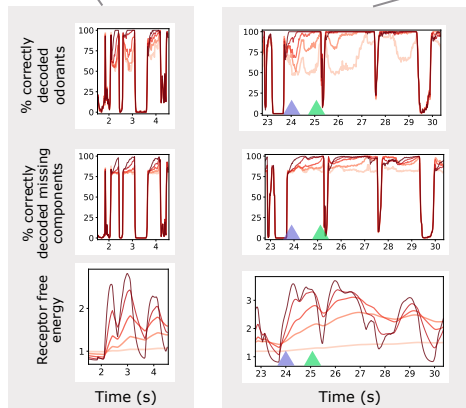 % correctly
decoded
odorants
100
75
50
25
0
2 3 4
100
75
50
25
0
23 24 25 26 27 28 29 30
% correctly
decoded missing
components
100
75
50
25
0
2 3 4
100
75
50
25
0
23 24 25 26 27 28 29 30
Receptor free
energy
2
1
2 3 4
3
2
1
23 24 25 26 27 28 29 30
Time (s)
Time (s)